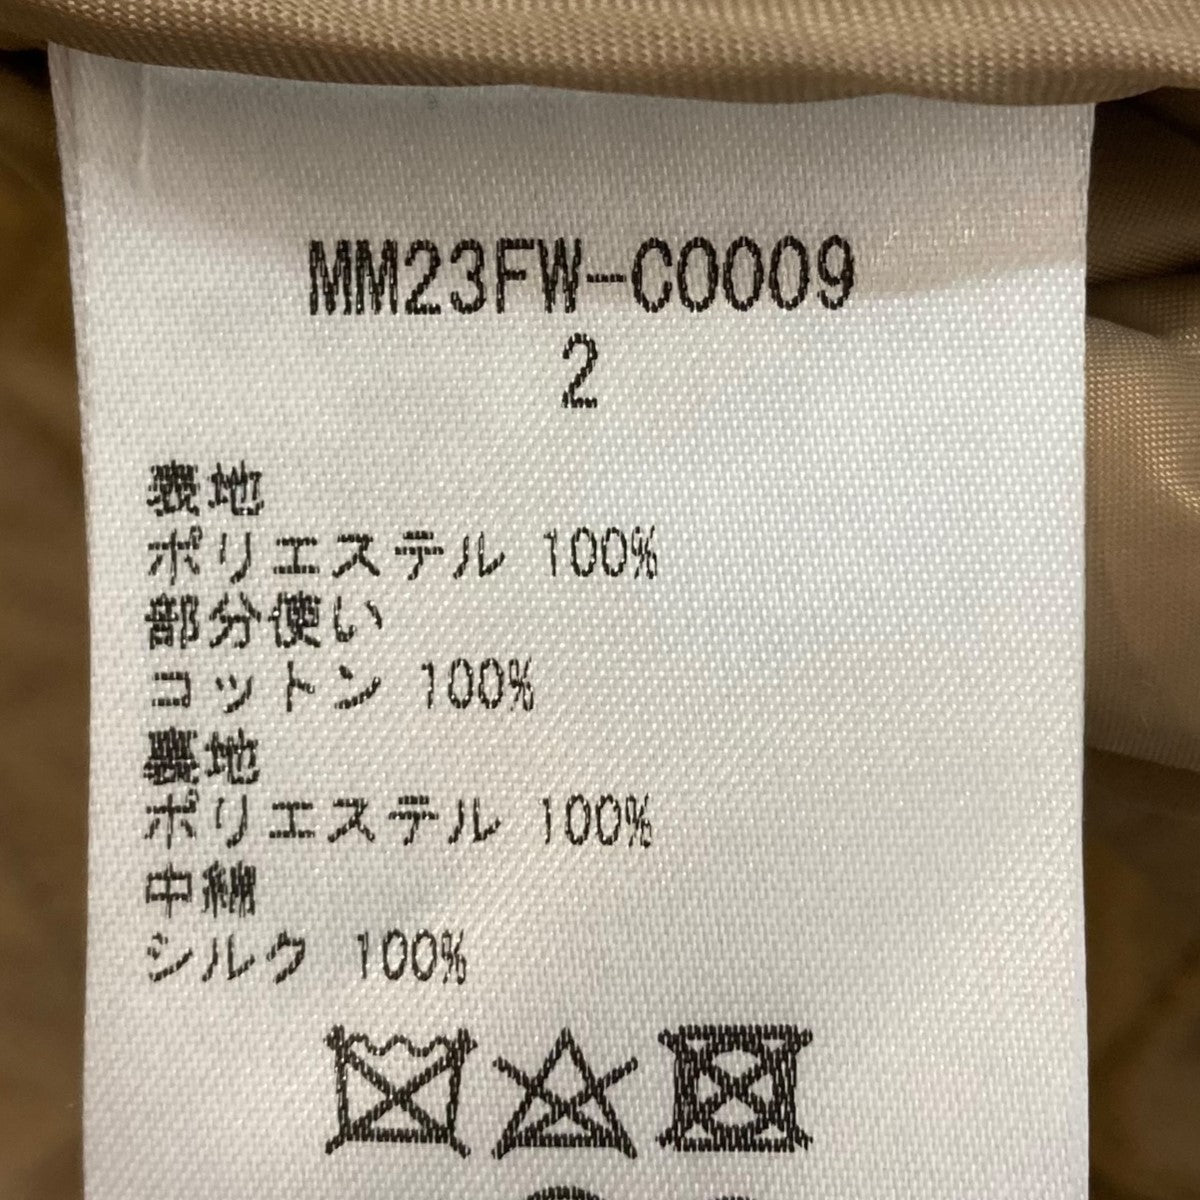 MM23FW-C0009
2
表地
ポリエステル 100%
部分使い
コットン 100%
裏地
ポリエステル 100%
中綿
シルク 100%